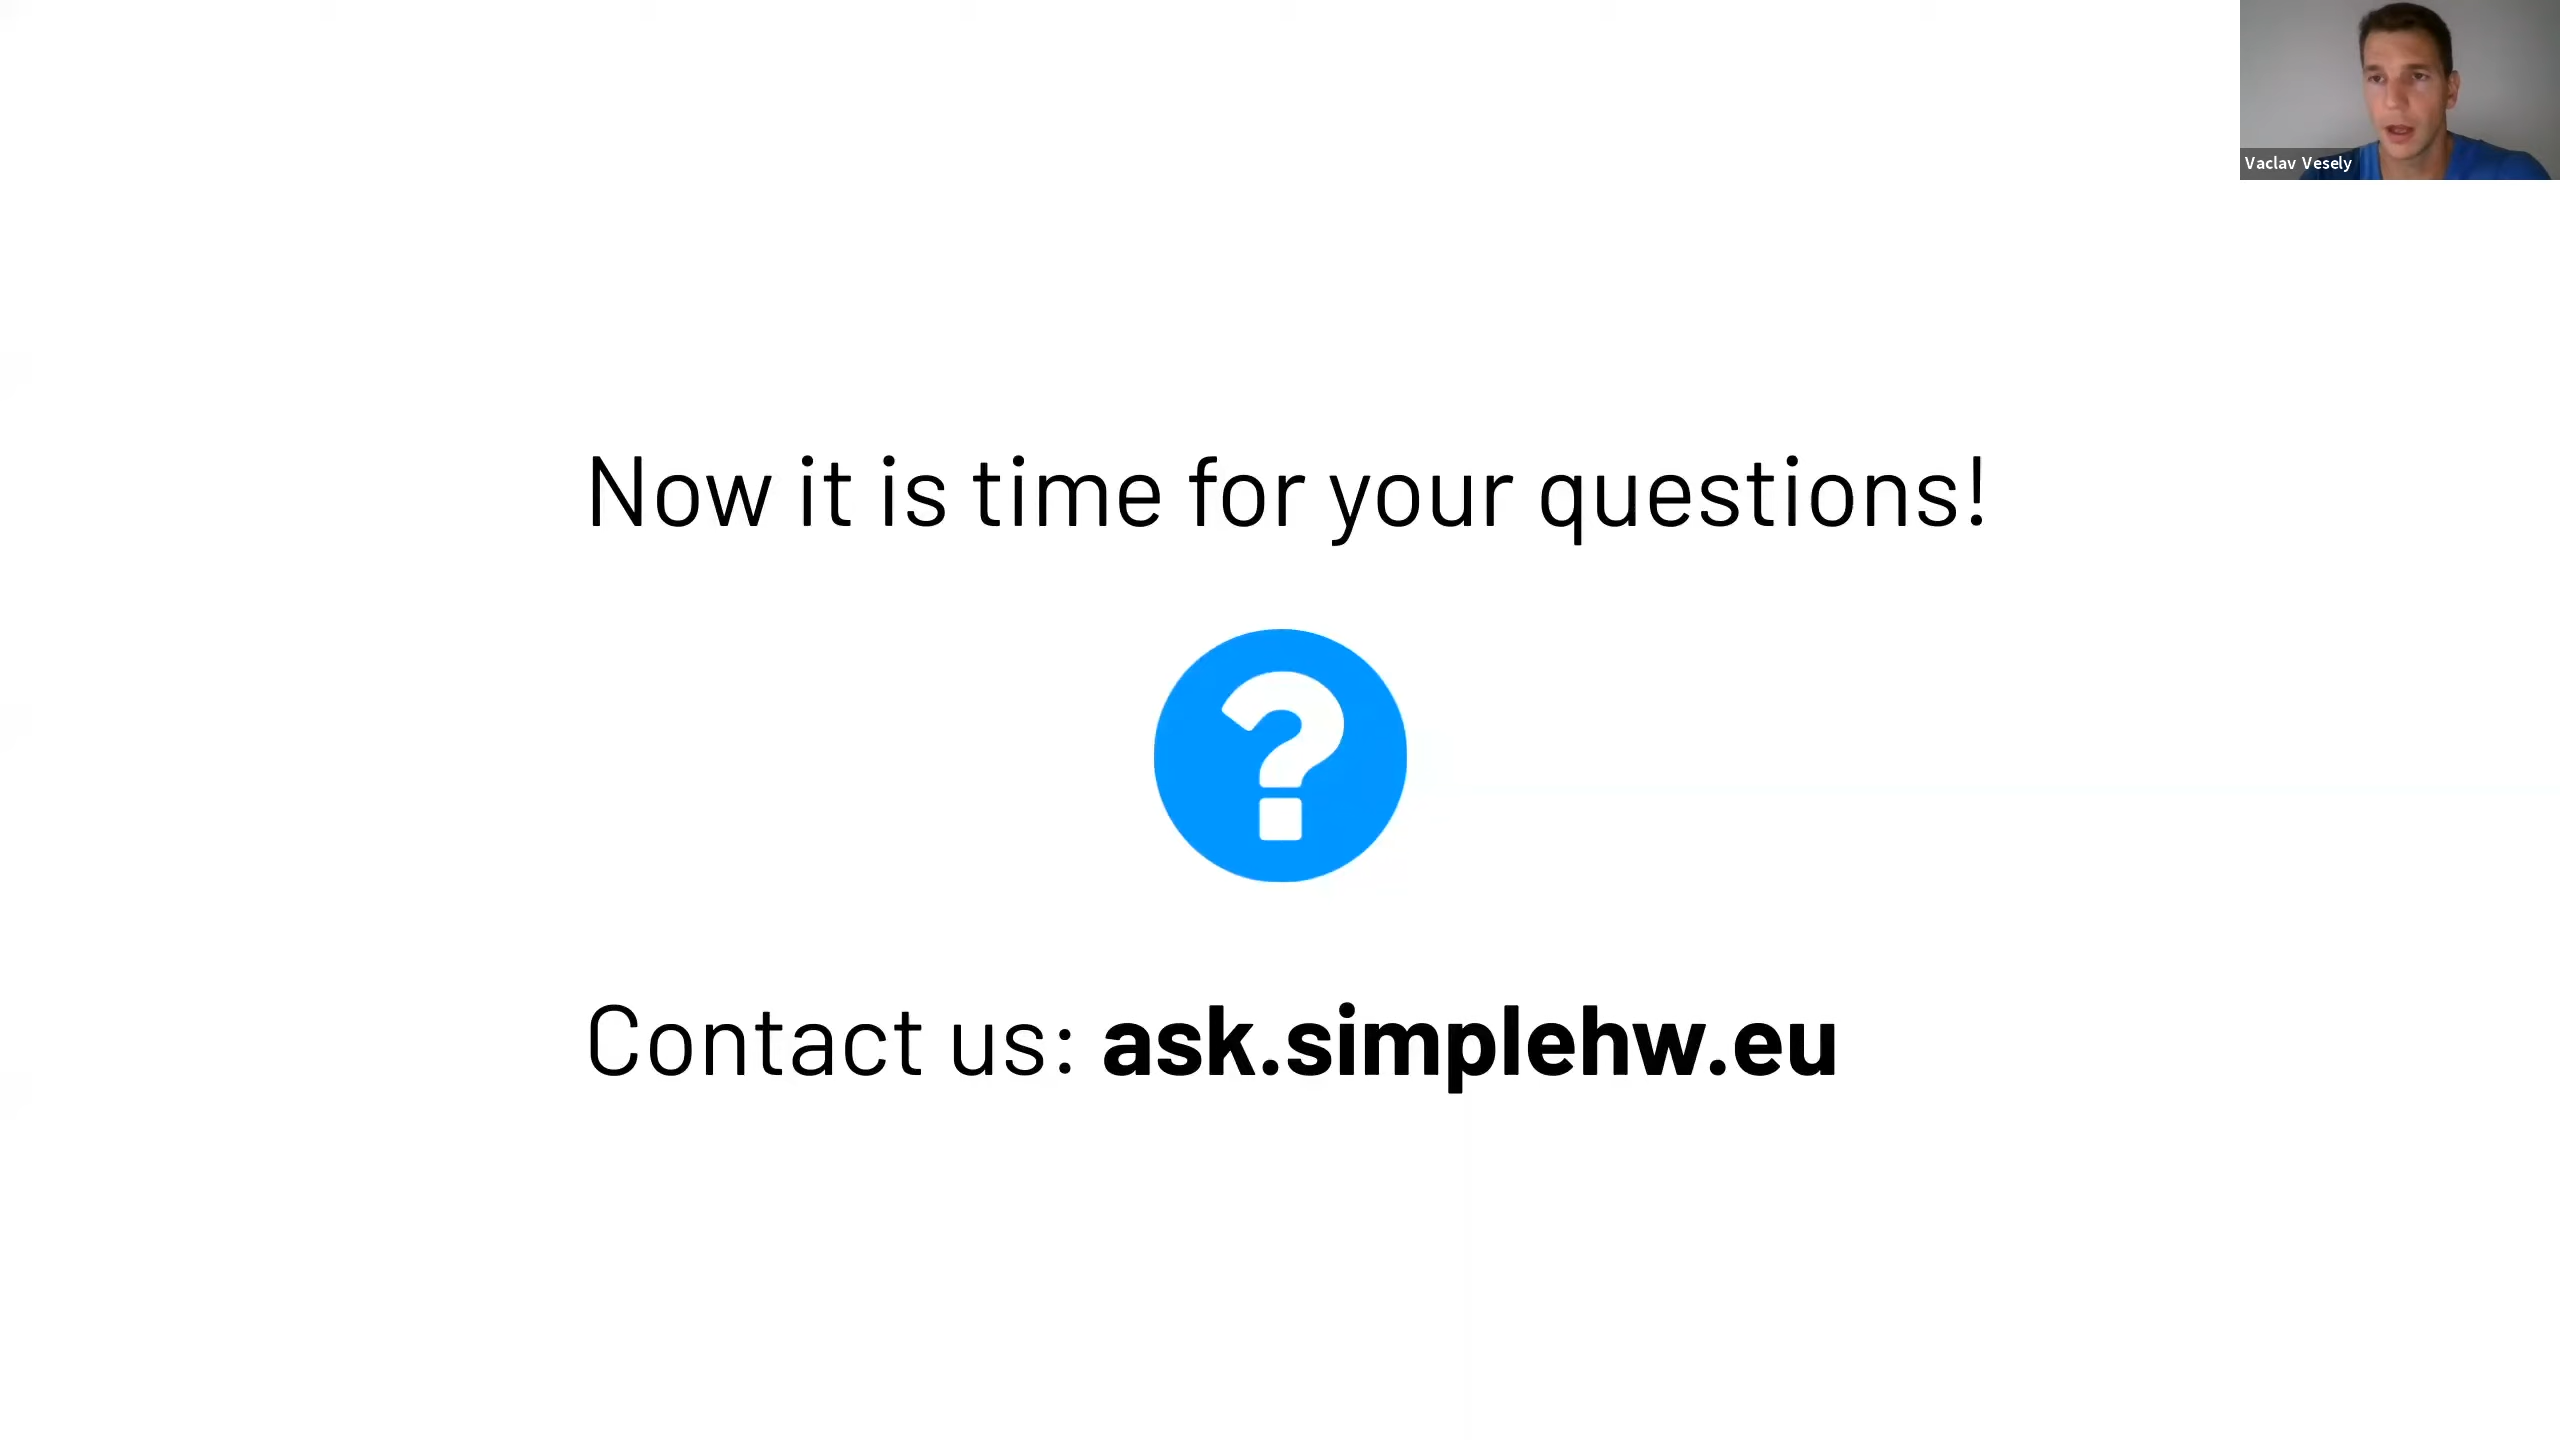 Vaclav Vesely
Now it is time for your questions!
?
Contact us: ask.simplehw.eu